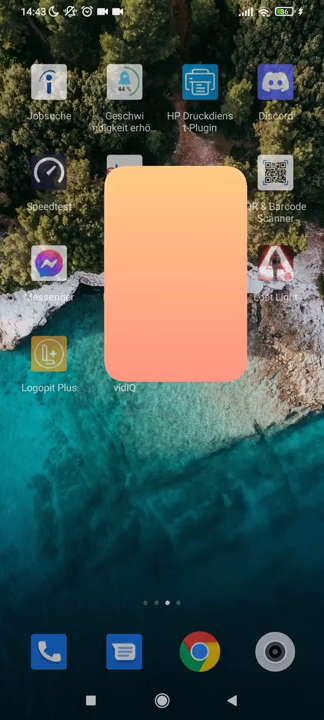 14:43
86
44 %
Jobsuche
Geschwi
ndigkeit erhö...
HP Druckdiens
t-Plugin
Discord
Speedtest
QR & Barcode
Scanner
Messenger
Lost Light
Logopit Plus
vidIQ